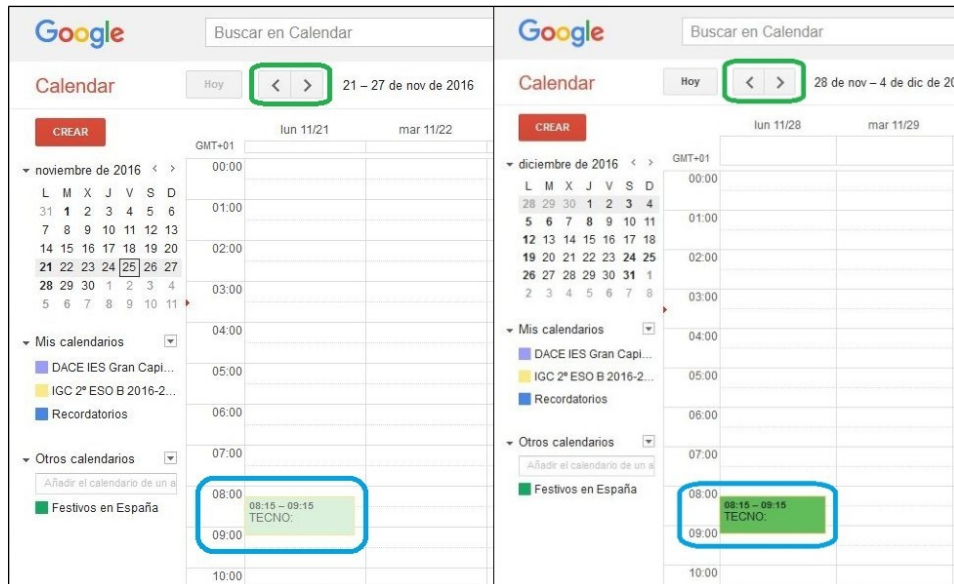 Google
Buscar en Calendar
Calendar
Hoy
< >
21 – 27 de nov de 2016
CREAR
lun 11/21
mar 11/22
GMT+01
noviembre de 2016 < >
L M X J V S D
31 1 2 3 4 5 6
7 8 9 10 11 12 13
14 15 16 17 18 19 20
21 22 23 24 25 26 27
28 29 30 1 2 3 4
5 6 7 8 9 10 11
Mis calendarios
DACE IES Gran Capi...
IGC 2º ESO B 2016-2...
Recordatorios
Otros calendarios
Añadir el calendario de un a
Festivos en España
00:00
01:00
02:00
03:00
04:00
05:00
06:00
07:00
08:00
08:15 – 09:15
TECNO:
09:00
10:00
Google
Buscar en Calendar
Calendar
Hoy
< >
28 de nov – 4 de dic de 20
CREAR
lun 11/28
mar 11/29
GMT+01
diciembre de 2016 < >
L M X J V S D
28 29 30 1 2 3 4
5 6 7 8 9 10 11
12 13 14 15 16 17 18
19 20 21 22 23 24 25
26 27 28 29 30 31 1
2 3 4 5 6 7 8
Mis calendarios
DACE IES Gran Capi...
IGC 2º ESO B 2016-2...
Recordatorios
Otros calendarios
Añadir el calendario de un a
Festivos en España
00:00
01:00
02:00
03:00
04:00
05:00
06:00
07:00
08:00
08:15 – 09:15
TECNO:
09:00
10:00